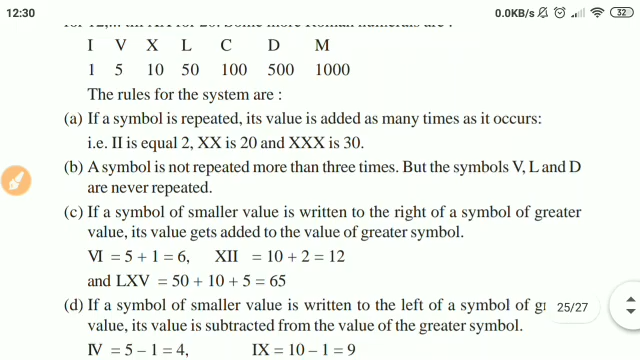 12:30 0.0KB/s 32
I V X L C D M
1 5 10 50 100 500 1000
The rules for the system are :
(a) If a symbol is repeated, its value is added as many times as it occurs:
i.e. II is equal 2, XX is 20 and XXX is 30.
(b) A symbol is not repeated more than three times. But the symbols V, L and D
are never repeated.
(c) If a symbol of smaller value is written to the right of a symbol of greater
value, its value gets added to the value of greater symbol.
VI = 5 + 1 = 6, XII = 10 + 2 = 12
and LXV = 50 + 10 + 5 = 65
(d) If a symbol of smaller value is written to the left of a symbol of 25/27
value, its value is subtracted from the value of the greater symbol.
IV = 5 – 1 = 4, IX = 10 – 1 = 9